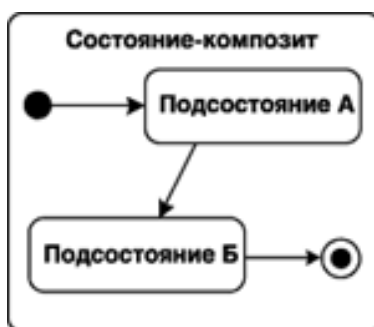 Состояние-композит
Подсостояние А
Подсостояние Б